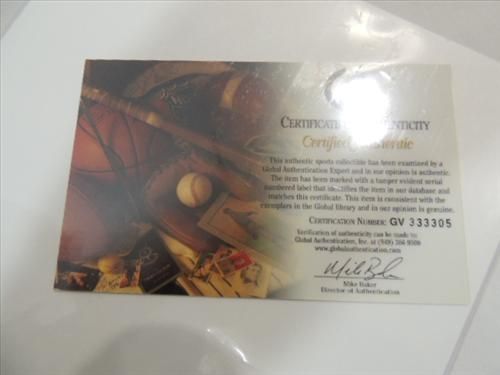 CERTIFICATE OF AUTHENTICITY
Certified Authentic
This authentic sports collectible has been examined by a
Global Authentication Expert and in our opinion is authentic.
The item has been marked with a tamper evident serial
numbered label that identifies the item in our database and
matches this certificate. This item is consistent with the
exemplars in the Global library and in our opinion is genuine.
CERTIFICATION NUMBER: GV 333305
Verification of authenticity can be made to:
Global Authentication, Inc. at (949)
www.globalauthentication.com
Mike Baker
Director of Authentication